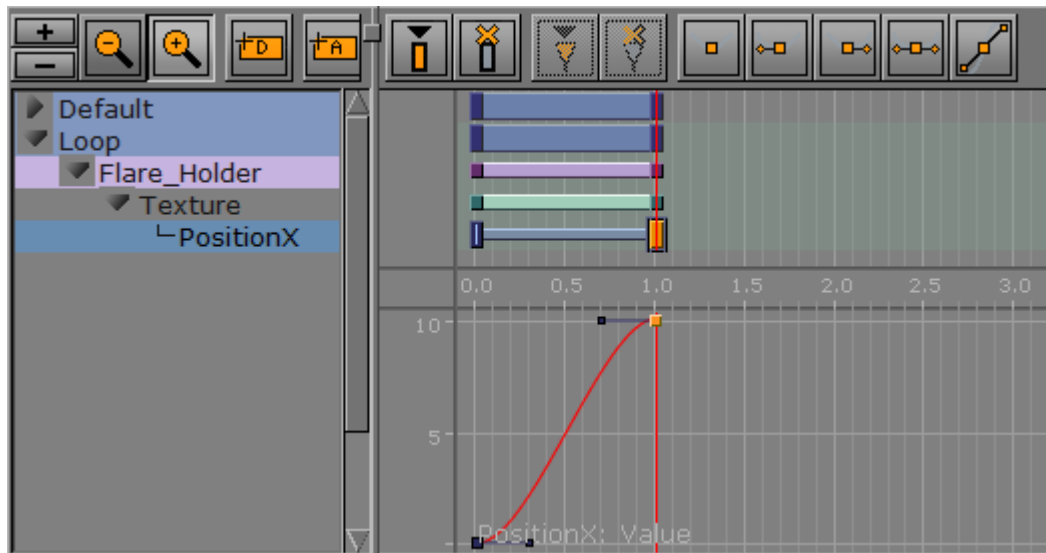 +
D
A
−
Default
Loop
Flare_Holder
Texture
PositionX
0.0 0.5 1.0 1.5 2.0 2.5 3.0
10
5
PositionX: Value